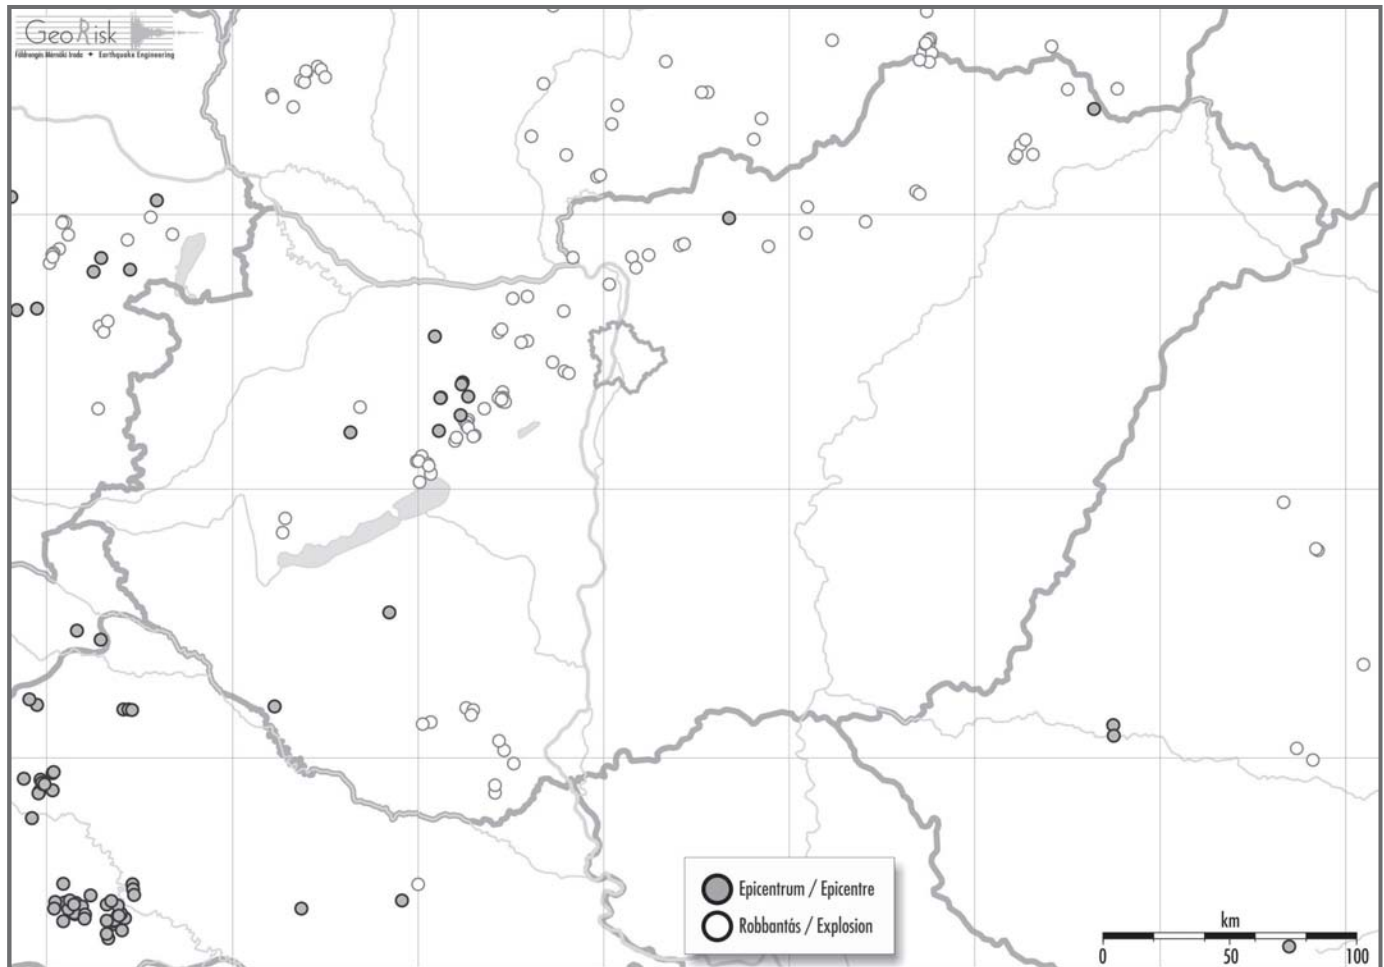 GeoRisk
Földrengés Mérnöki Iroda • Earthquake Engineering
Epicentrum / Epicentre
Robbantás / Explosion
km
0 50 100